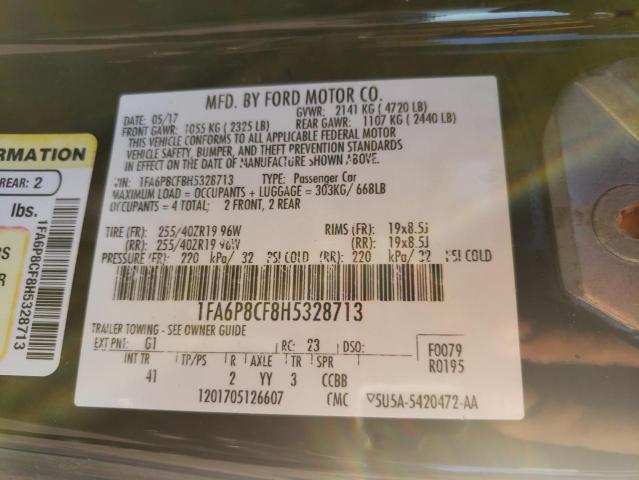 MFD. BY FORD MOTOR CO.
DATE: 05/17 GVWR: 2141 KG ( 4720 LB)
FRONT GAWR: 1055 KG ( 2325 LB) REAR GAWR: 1107 KG ( 2440 LB)
THIS VEHICLE CONFORMS TO ALL APPLICABLE FEDERAL MOTOR
VEHICLE SAFETY, BUMPER, AND THEFT PREVENTION STANDARDS
IN EFFECT ON THE DATE OF MANUFACTURE SHOWN ABOVE.
VIN: 1FA6P8CF8H5328713 TYPE: Passenger Car
MAXIMUM LOAD = OCCUPANTS + LUGGAGE = 303KG/ 668LB
OCCUPANTS = 4 TOTAL: 2 FRONT, 2 REAR
TIRE (FR): 255/40ZR19 96W RIMS (FR): 19x8.5J
(RR): 255/40ZR19 96W (RR): 19x8.5J
PRESSURE (FR): 220 kPa/ 32 PSI COLD (RR): 220 kPa/ 32 PSI COLD
1FA6P8CF8H5328713
TRAILER TOWING - SEE OWNER GUIDE
EXT PNT: G1 RC: 23 DSO: F0079
INT TR TP/PS R AXLE TR SPR R0195
41 2 YY 3 CCBB
1201705126607 CMC 5U5A-5420472-AA
ORMATION
REAR: 2
lbs.
1FA6P8CF8H5328713